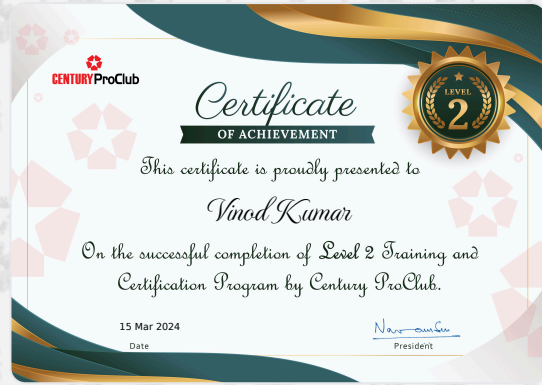 CENTURY ProClub
LEVEL
2
Certificate
OF ACHIEVEMENT
This certificate is proudly presented to
Vinod Kumar
On the successful completion of Level 2 Training and
Certification Program by Century ProClub.
15 Mar 2024
Date
President